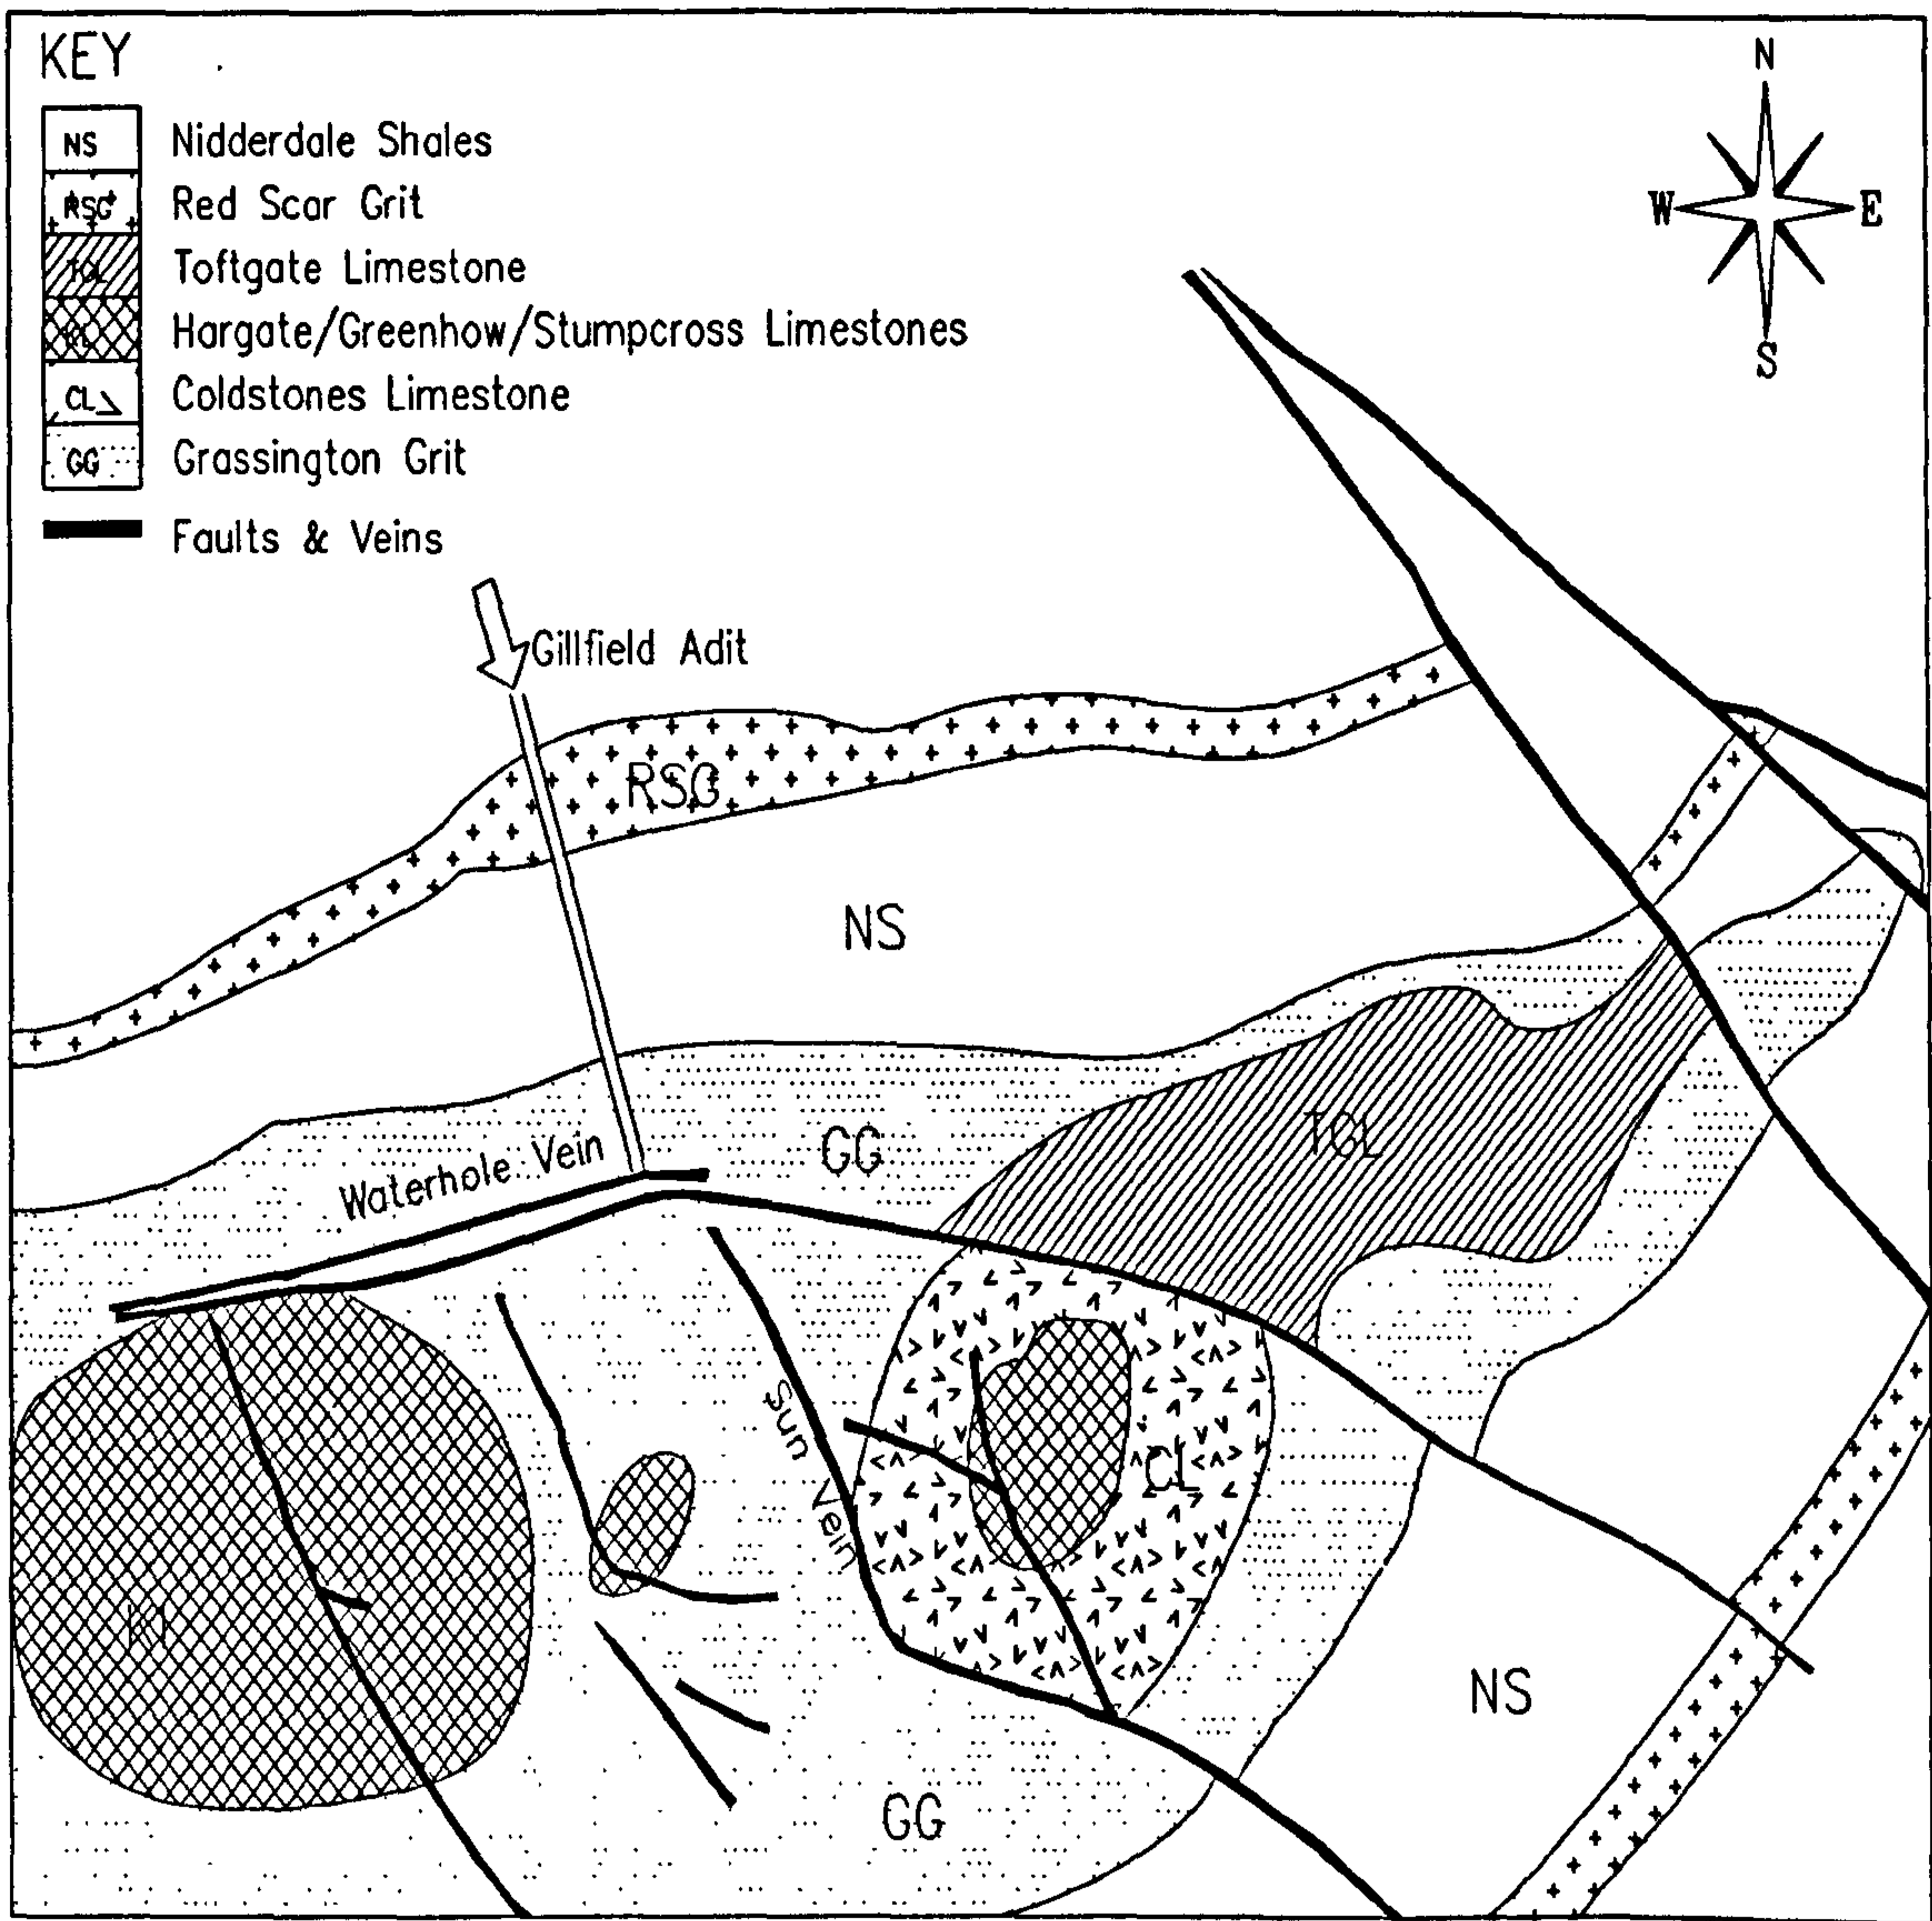 KEY
NS Nidderdale Shales
RSG Red Scar Grit
TGL Toftgate Limestone
Hargate/Greenhow/Stumpcross Limestones
CL Coldstones Limestone
GG Grassington Grit
Faults & Veins
N
W E
S
Gillfield Adit
RSG
NS
Waterhole Vein
GG
TGL
Sun Vein
CL
NS
GG